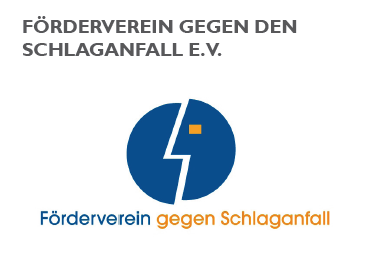 FÖRDERVEREIN GEGEN DEN
SCHLAGANFALL E.V.
Förderverein gegen Schlaganfall